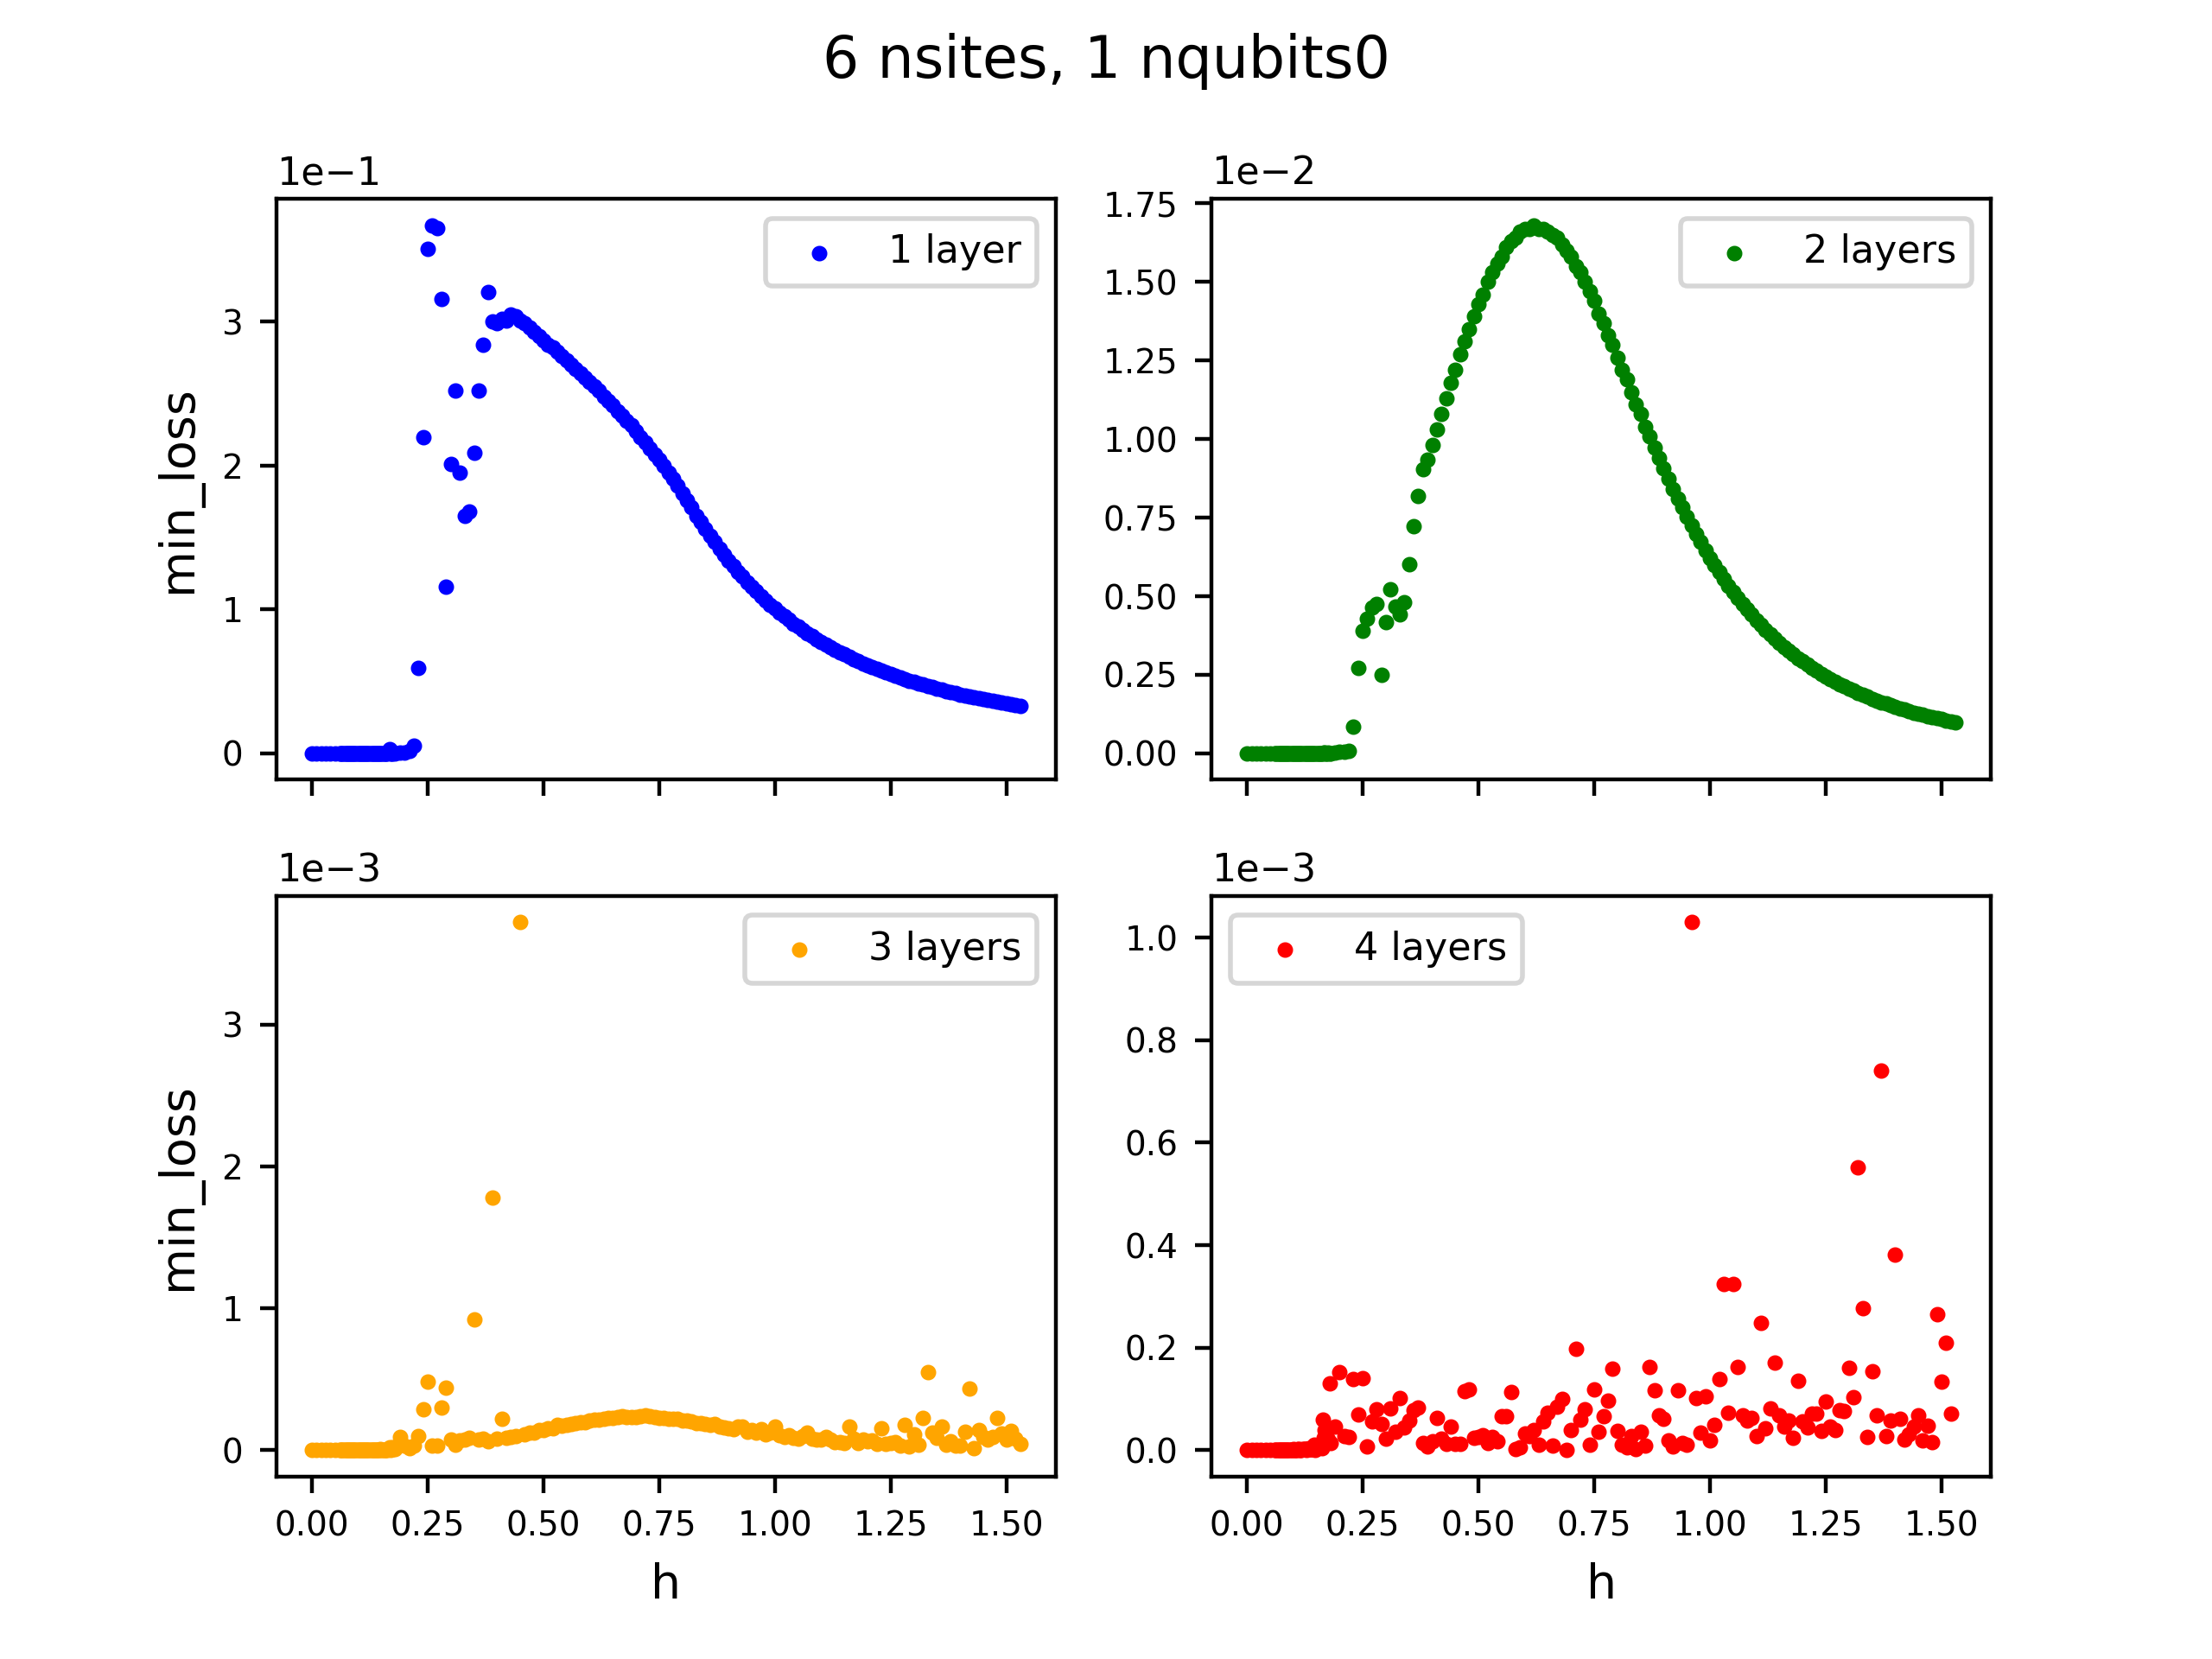 6 nsites, 1 nqubits0
1e−1
1 layer
min_loss
3
2
1
0
1e−2
2 layers
1.75
1.50
1.25
1.00
0.75
0.50
0.25
0.00
1e−3
3 layers
min_loss
3
2
1
0
0.00 0.25 0.50 0.75 1.00 1.25 1.50
h
1e−3
4 layers
1.0
0.8
0.6
0.4
0.2
0.0
0.00 0.25 0.50 0.75 1.00 1.25 1.50
h